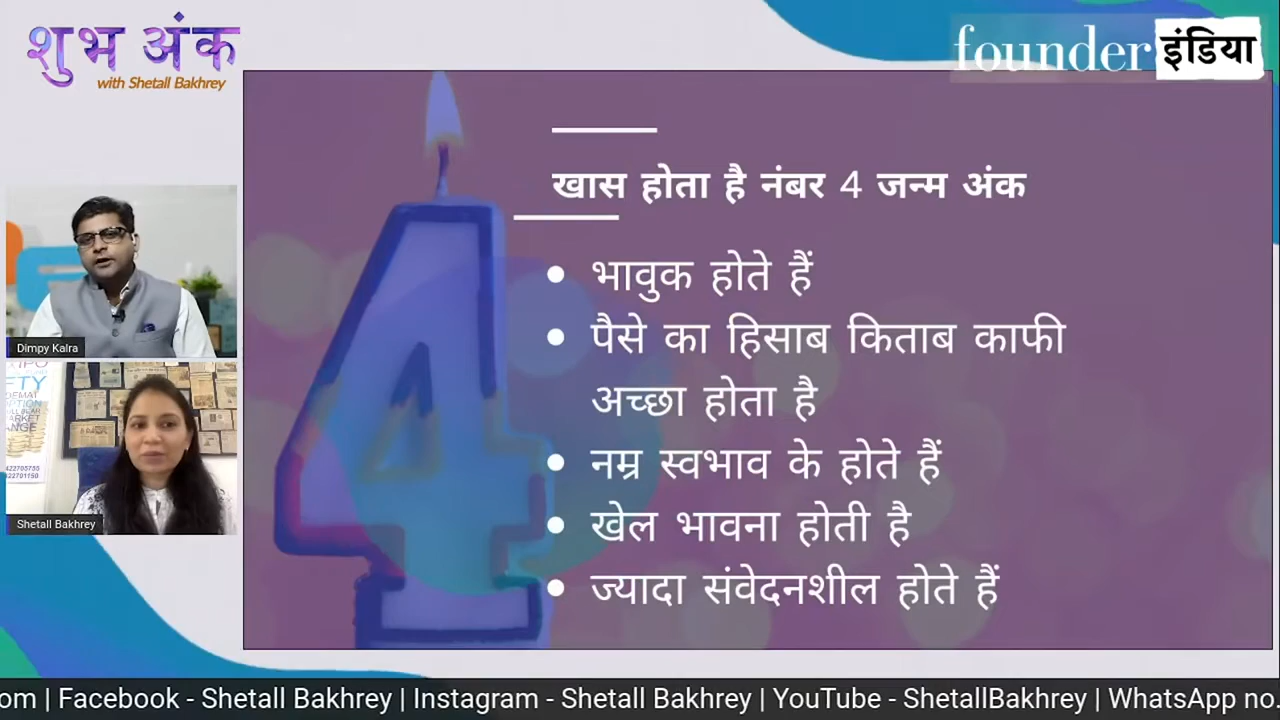 शुभ अंक
with Shetall Bakhrey
founder इंडिया
खास होता है नंबर 4 जन्म अंक
• भावुक होते हैं
• पैसे का हिसाब किताब काफी
अच्छा होता है
• नम्र स्वभाव के होते हैं
• खेल भावना होती है
• ज्यादा संवेदनशील होते हैं
Dimpy Kalra
Shetall Bakhrey
om | Facebook - Shetall Bakhrey | Instagram - Shetall Bakhrey | YouTube - ShetallBakhrey | WhatsApp no.